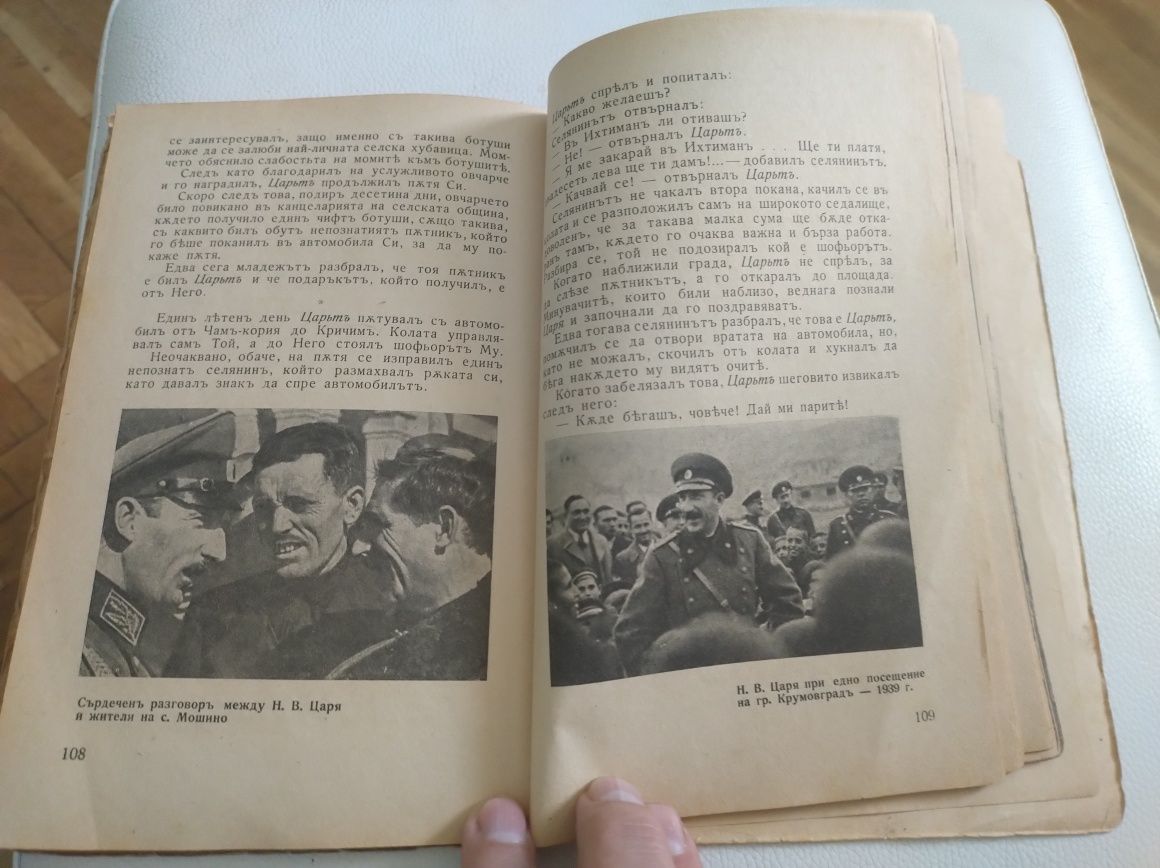 се заинтересувалъ, защо именно съ такива ботуши
може да се залюби най-личната селска хубавица. Мом-
чето обяснило слабостьта на момитѣ къмъ ботушитѣ.
Следъ като благодарилъ на услужливото овчарче
и го наградилъ, Царьтъ продължилъ пѫтя Си.
Скоро следъ това, подиръ десетина дни, овчарчето
било повикано въ канцеларията на селската община,
кѫдето получило единъ чифтъ ботуши, сѫщо такива,
съ каквито билъ обутъ непознатиятъ пѫтникъ, който
го бѣше поканилъ въ автомобила Си, за да му по-
каже пѫтя.
Едва сега младежътъ разбралъ, че тоя пѫтникъ
е билъ Царьтъ и че подаръкътъ, който получилъ, е
отъ Него.
*
Единъ лѣтенъ день Царьтъ пѫтувалъ съ автомо-
билъ отъ Чамъ-кория до Кричимъ. Колата управля-
валъ самъ Той, а до Него стоялъ шофьорътъ Му.
Неочаквано, обаче, на пѫтя се изправилъ единъ
непознатъ селянинъ, който размахвалъ рѫката си,
като давалъ знакъ да спре автомобилътъ.
Сърдеченъ разговоръ между Н. В. Царя
и жители на с. Мошино
108
Царьтъ спрѣлъ и попиталъ:
— Какво желаешъ?
Селянинътъ отвърналъ:
— Въ Ихтиманъ ли отивашъ?
— Не! — отвърналъ Царьтъ.
— Я ме закарай въ Ихтиманъ . . . Ще ти платя,
десеть лева ще ти дамъ!...— добавилъ селянинътъ.
— Качвай се! — отвърналъ Царьтъ.
Селянинътъ не чакалъ втора покана, качилъ се въ
колата и се разположилъ самъ на широкото седалище,
доволенъ, че за такава малка сума ще бѫде отка-
ранъ тамъ, кѫдето го очаква важна и бърза работа.
Разбира се, той не подозиралъ кой е шофьорътъ.
Когато наближили града, Царьтъ не спрѣлъ, за
да слѣзе пѫтникътъ, а го откаралъ до площада.
Минувачитѣ, които били наблизо, веднага познали
Царя и започнали да го поздравяватъ.
Едва тогава селянинътъ разбралъ, че това е Царьтъ,
помѫчилъ се да отвори вратата на автомобила, но,
като не можалъ, скочилъ отъ колата и хукналъ да
бѣга накѫдето му видятъ очитѣ.
Когато забелязалъ това, Царьтъ шеговито извикалъ
следъ него:
— Кѫде бѣгашъ, човѣче! Дай ми паритѣ!
Н. В. Царя при едно посещение
на гр. Крумовградъ — 1939 г.
109